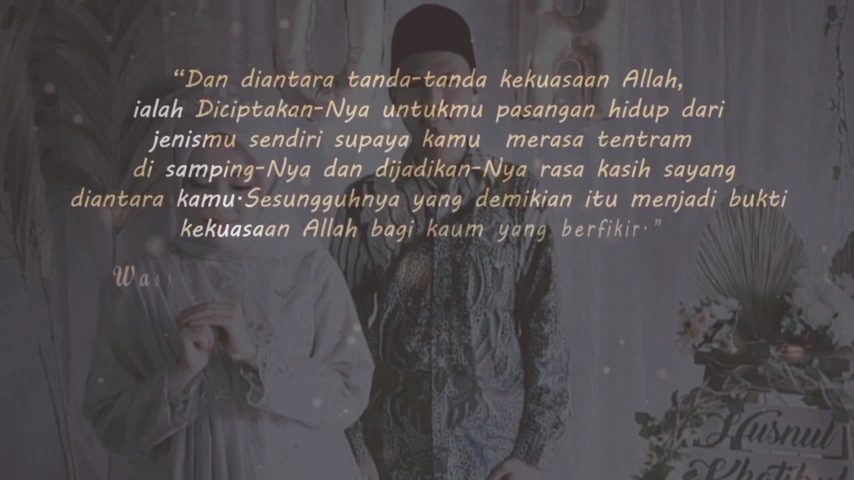 “Dan diantara tanda-tanda kekuasaan Allah,
ialah Diciptakan-Nya untukmu pasangan hidup dari
jenismu sendiri supaya kamu merasa tentram
di samping-Nya dan dijadikan-Nya rasa kasih sayang
diantara kamu.Sesungguhnya yang demikian itu menjadi bukti
kekuasaan Allah bagi kaum yang berfikir.”
Husnul